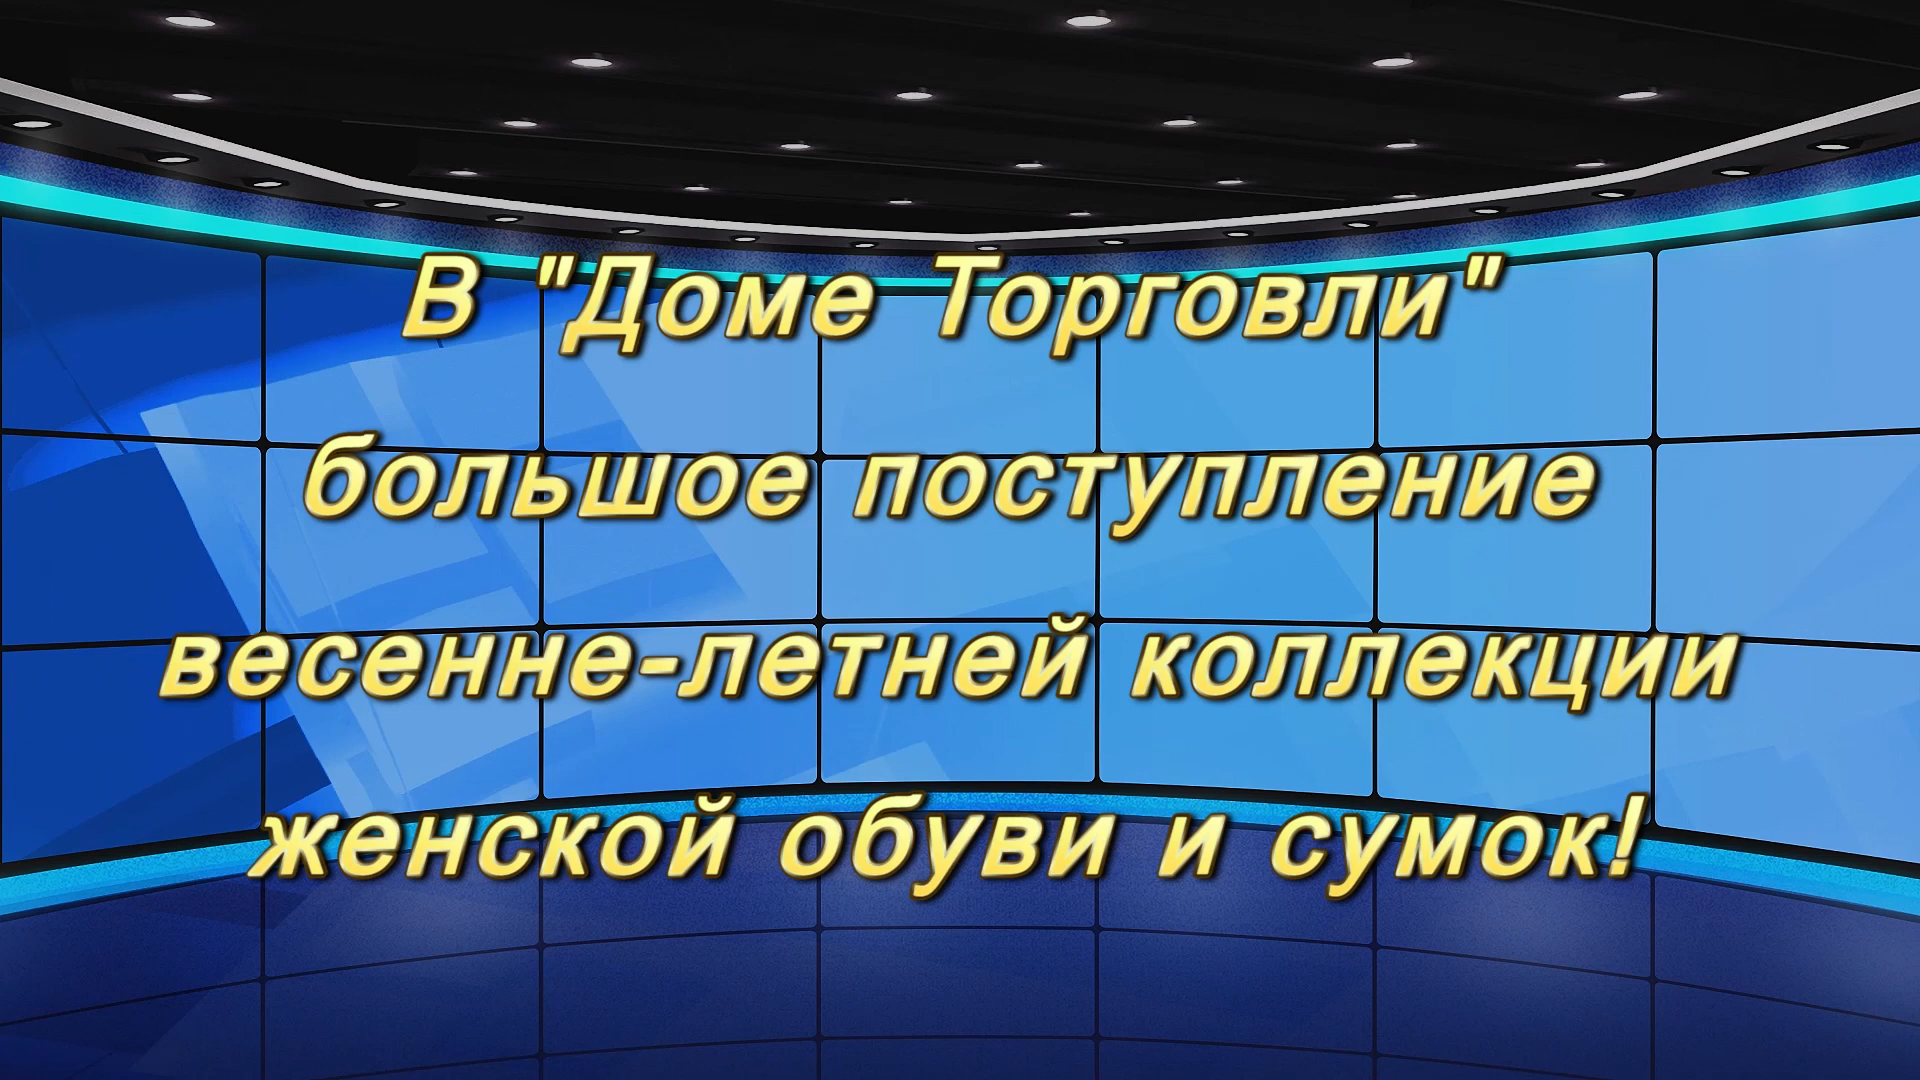 В "Доме Торговли"
большое поступление
весенне-летней коллекции
женской обуви и сумок!